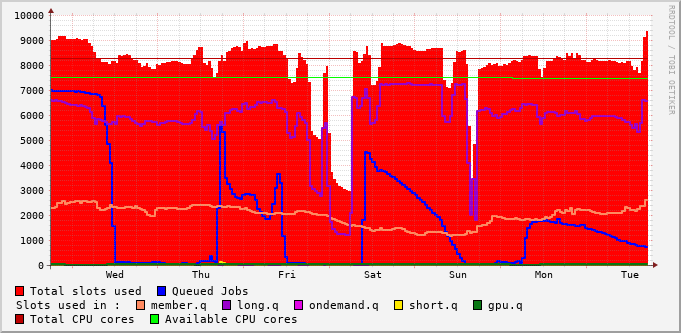 10000
9000
8000
7000
6000
5000
4000
3000
2000
1000
0
Wed Thu Fri Sat Sun Mon Tue
RRDTOOL / TOBI OETIKER
Total slots used Queued Jobs
Slots used in : member.q long.q ondemand.q short.q gpu.q
Total CPU cores Available CPU cores